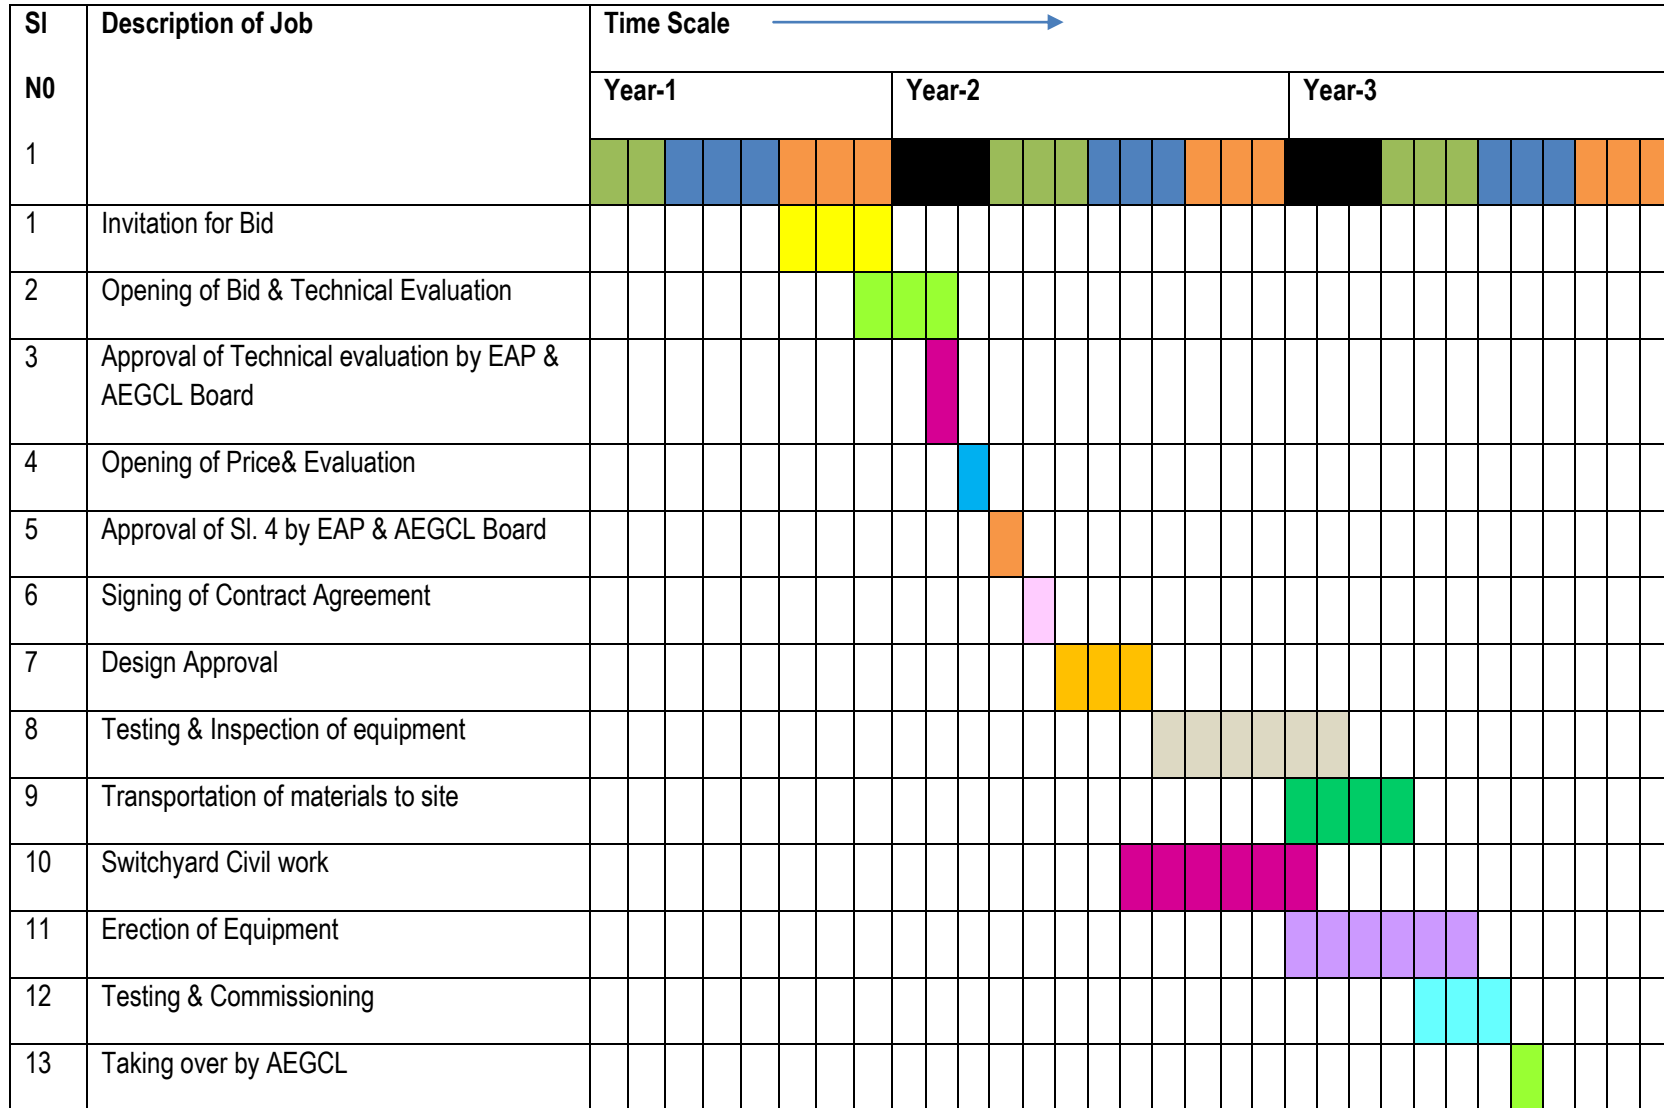 Sl
N0
1
Description of Job
Time Scale
Year-1
Year-2
Year-3
1
Invitation for Bid
2
Opening of Bid & Technical Evaluation
3
Approval of Technical evaluation by EAP &
AEGCL Board
4
Opening of Price& Evaluation
5
Approval of Sl. 4 by EAP & AEGCL Board
6
Signing of Contract Agreement
7
Design Approval
8
Testing & Inspection of equipment
9
Transportation of materials to site
10
Switchyard Civil work
11
Erection of Equipment
12
Testing & Commissioning
13
Taking over by AEGCL